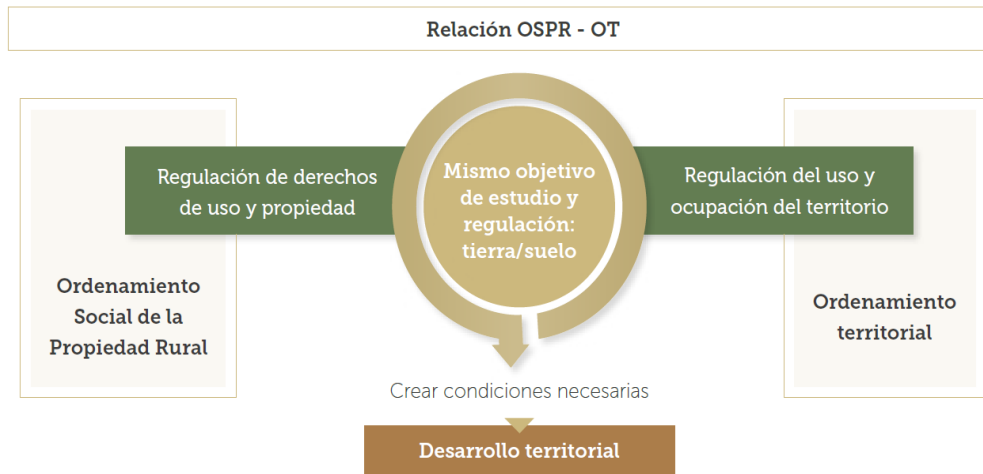 Relación OSPR - OT
Regulación de derechos
de uso y propiedad
Ordenamiento
Social de la
Propiedad Rural
Mismo objetivo
de estudio y
regulación:
tierra/suelo
Regulación del uso y
ocupación del territorio
Ordenamiento
territorial
Crear condiciones necesarias
Desarrollo territorial